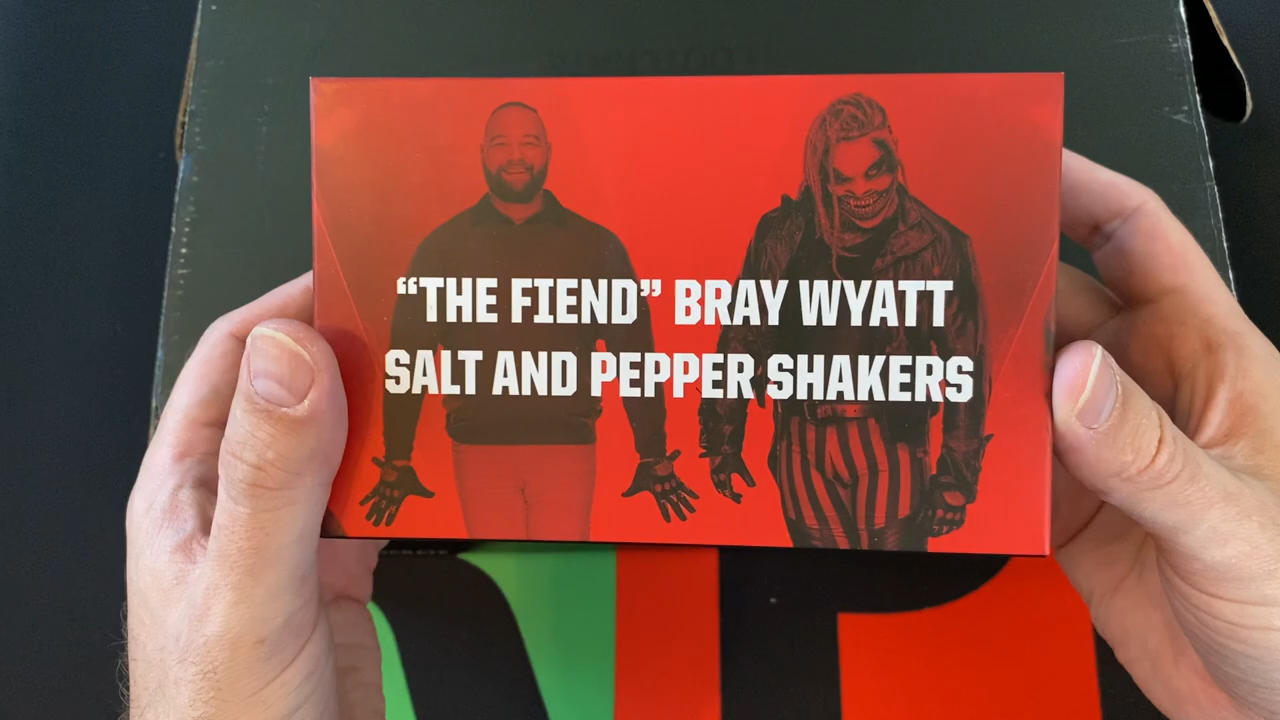 “THE FIEND” BRAY WYATT
SALT AND PEPPER SHAKERS